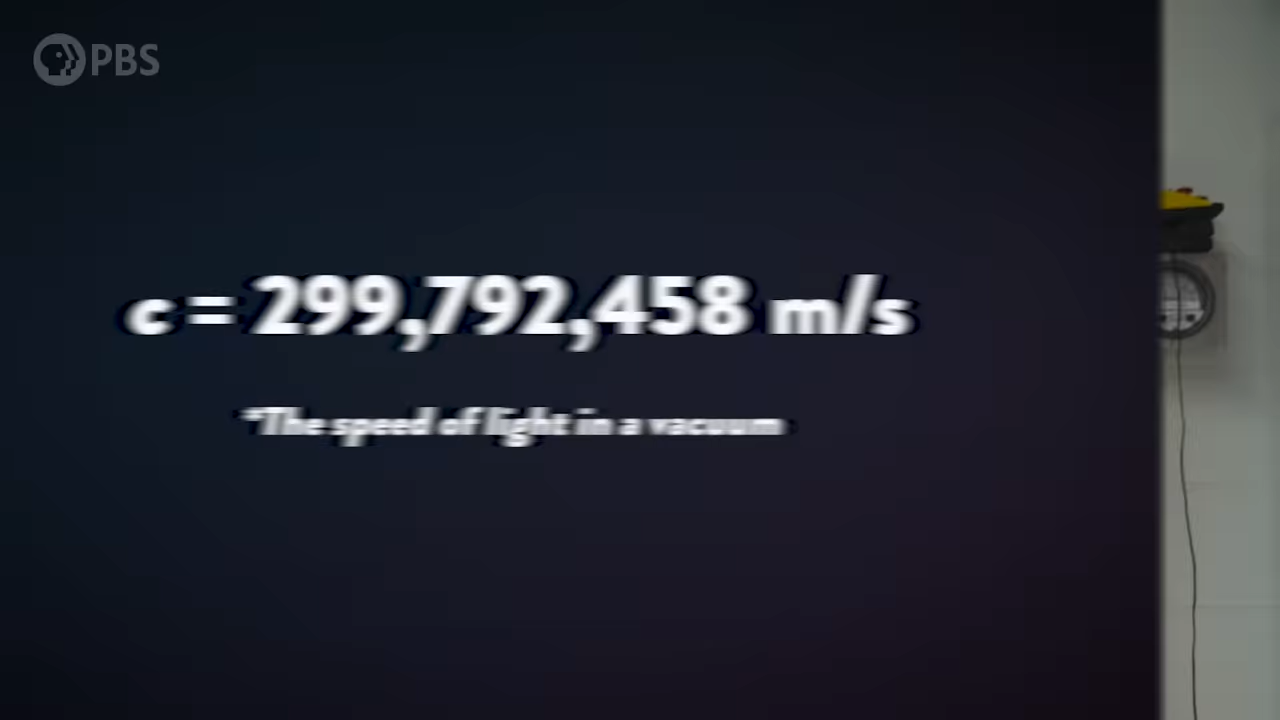 PBS
c = 299,792,458 m/s
*The speed of light in a vacuum